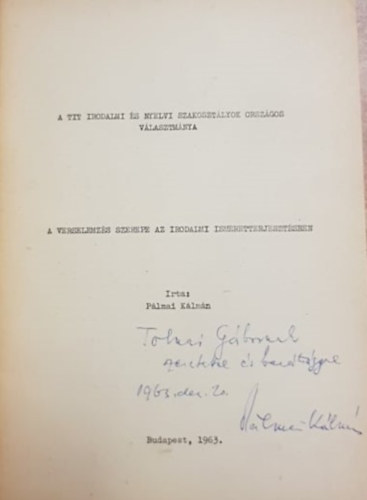 A TIT IRODALMI ÉS NYELVI SZAKOSZTÁLYOK ORSZÁGOS
VÁLASZTMÁNYA
A VERSELEMZÉS SZEREPE AZ IRODALMI ISMERETTERJESZTÉSBEN
Irta:
Pálmai Kálmán
Tolnai Gábornak
szeretettel és barátsággal
1963. dec. 20.
Pálmai Kálmán
Budapest, 1963.